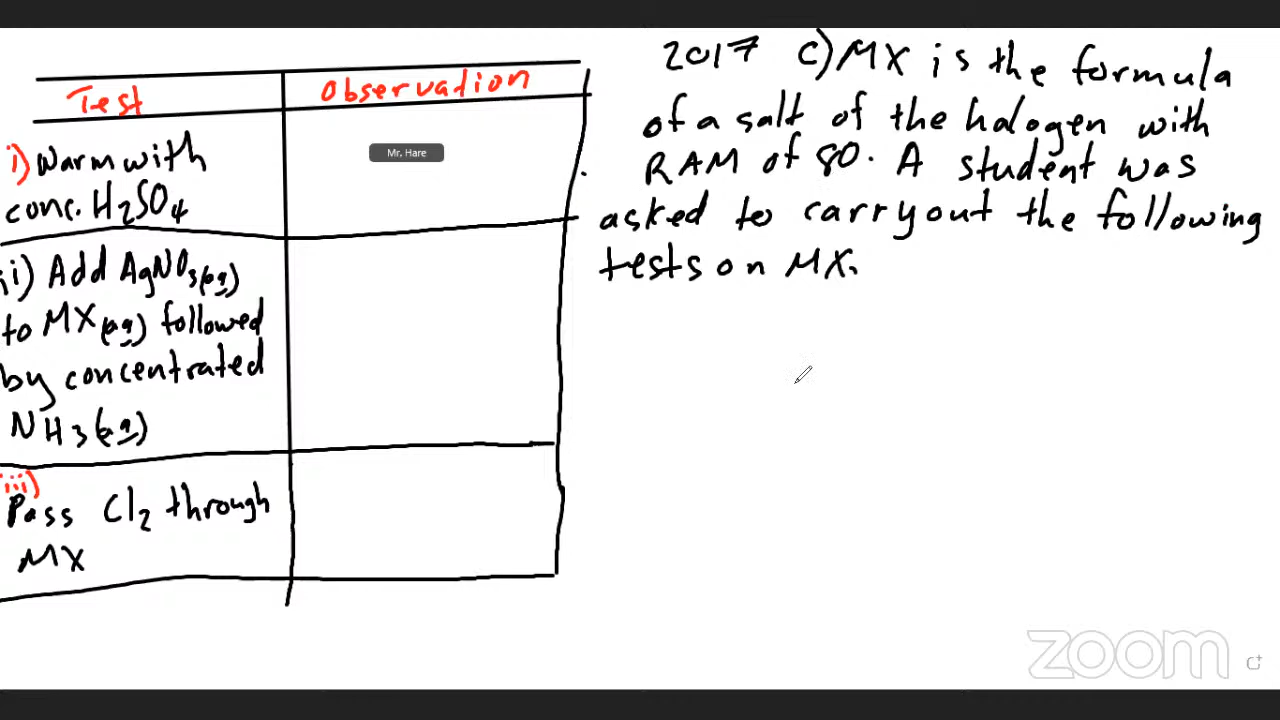 Test
Observation
i) Warm with
conc. H₂SO₄
Mr. Hare
ii) Add AgNO₃(aq)
to MX(aq) followed
by concentrated
NH₃(aq)
iii)
Pass Cl₂ through
MX
2017 C) MX is the formula
of a salt of the halogen with
RAM of 80. A student was
asked to carryout the following
tests on MX.
zoom